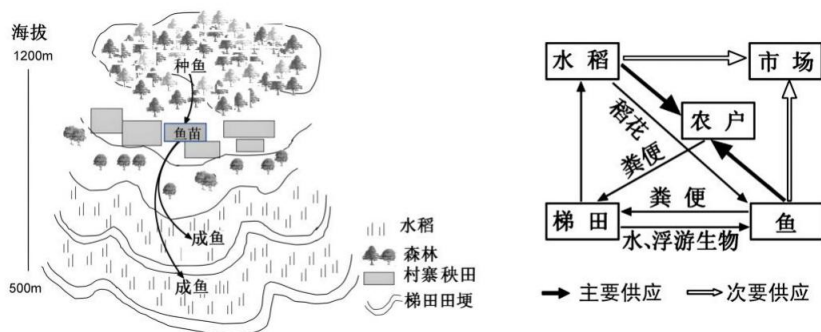 海拔
1200m
500m
种鱼
鱼苗
成鱼
成鱼
水稻
森林
村寨秧田
梯田田埂
水稻
市场
稻花
农户
粪便
粪便
梯田
鱼
水、浮游生物
主要供应
次要供应